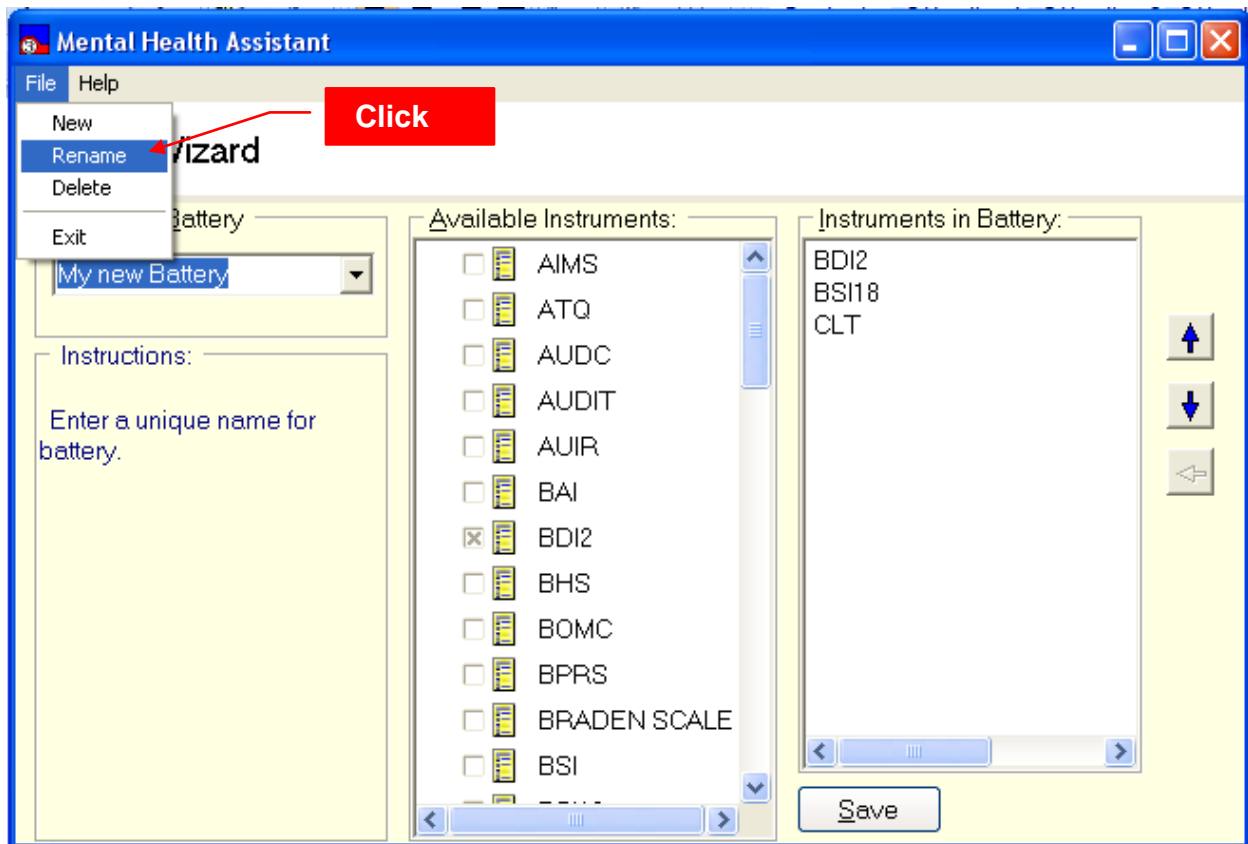 Mental Health Assistant
File Help
Click
New
Rename
Delete
Exit
Wizard
Battery
My new Battery
Instructions:
Enter a unique name for
battery.
Available Instruments:
AIMS
ATQ
AUDC
AUDIT
AUIR
BAI
BDI2
BHS
BOMC
BPRS
BRADEN SCALE
BSI
Instruments in Battery:
BDI2
BSI18
CLT
Save